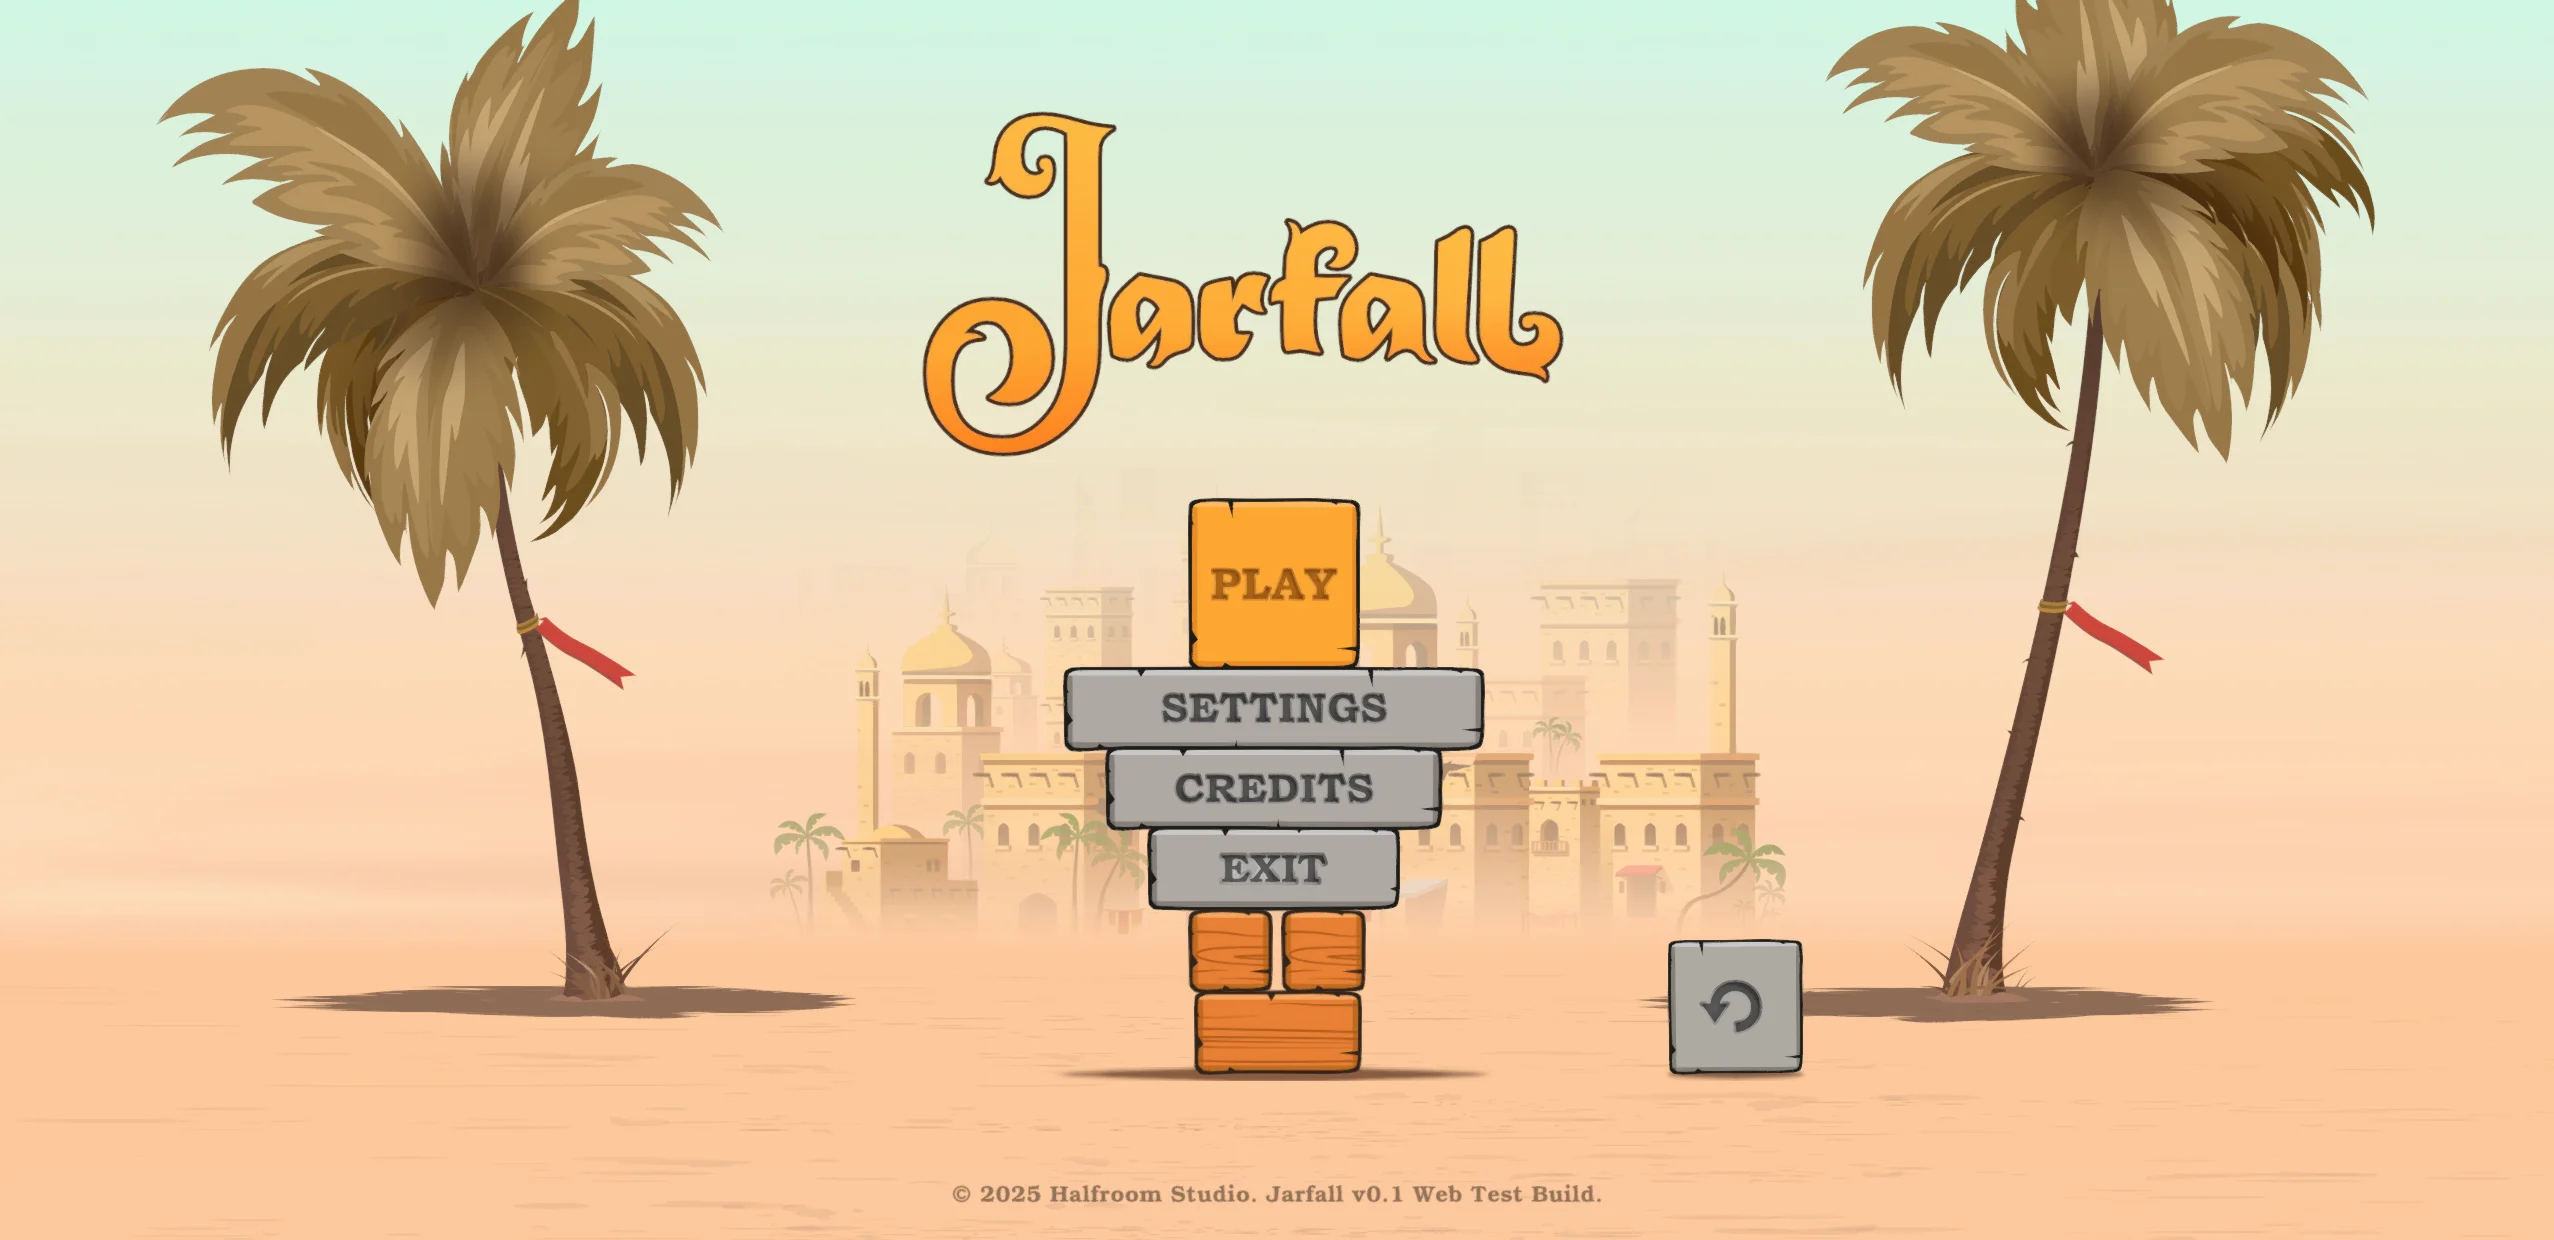 Jarfall
PLAY
SETTINGS
CREDITS
EXIT
© 2025 Halfroom Studio. Jarfall v0.1 Web Test Build.